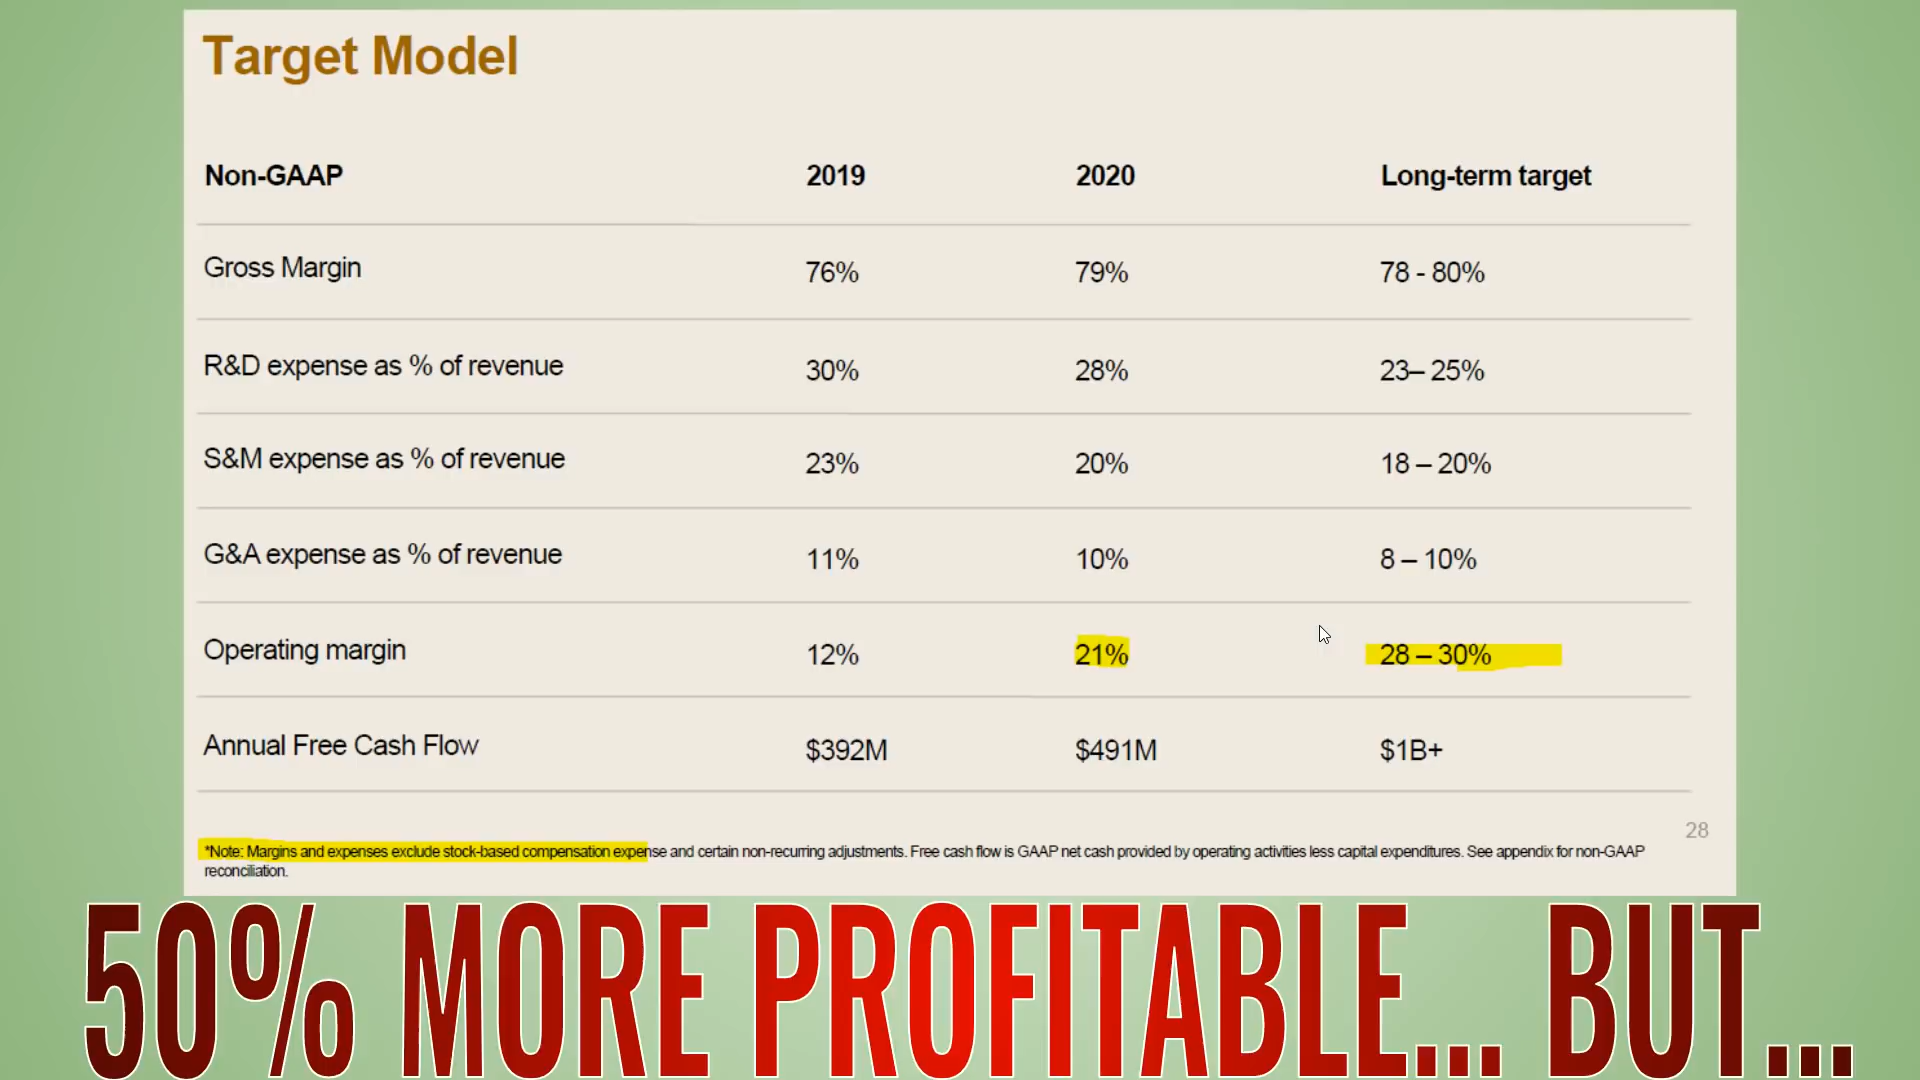 Target Model
Non-GAAP 2019 2020 Long-term target
Gross Margin 76% 79% 78 - 80%
R&D expense as % of revenue 30% 28% 23– 25%
S&M expense as % of revenue 23% 20% 18 – 20%
G&A expense as % of revenue 11% 10% 8 – 10%
Operating margin 12% 21% 28 – 30%
Annual Free Cash Flow $392M $491M $1B+
28
*Note: Margins and expenses exclude stock-based compensation expense and certain non-recurring adjustments. Free cash flow is GAAP net cash provided by operating activities less capital expenditures. See appendix for non-GAAP
reconciliation.
50% MORE PROFITABLE... BUT...